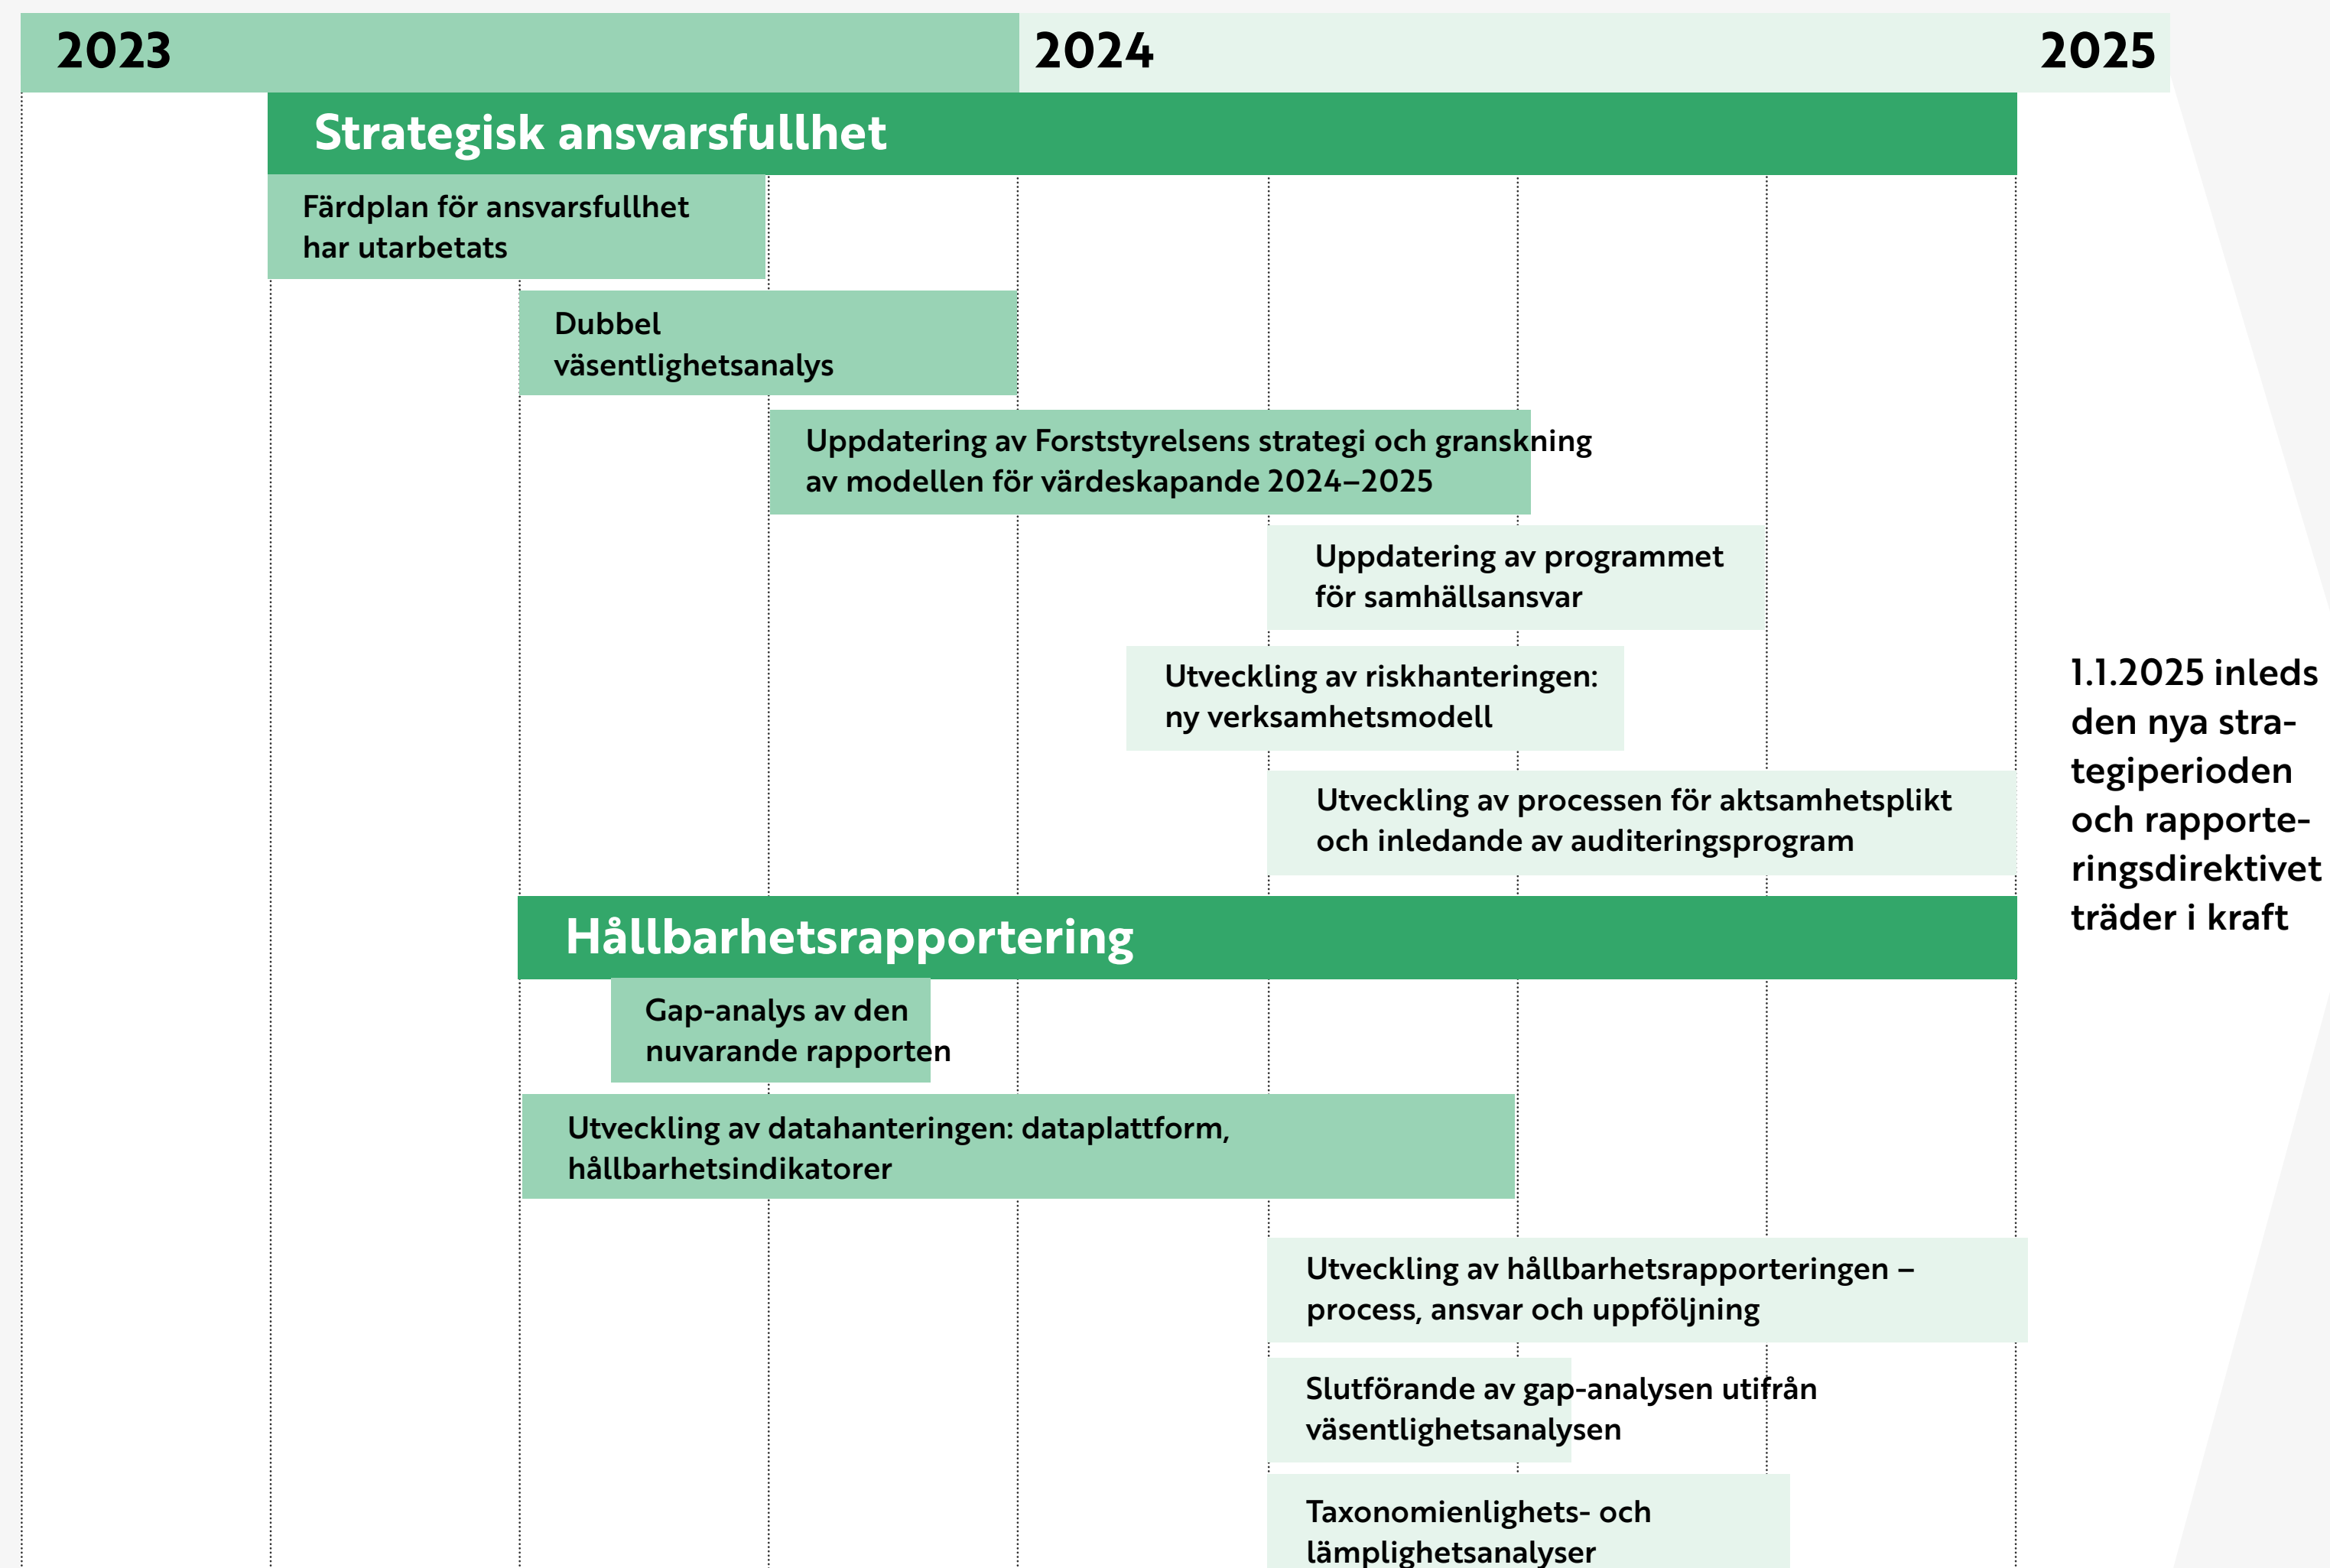 2023
2024
2025
Strategisk ansvarsfullhet
Färdplan för ansvarsfullhet
har utarbetats
Dubbel
väsentlighetsanalys
Uppdatering av Forststyrelsens strategi och granskning
av modellen för värdeskapande 2024–2025
Uppdatering av programmet
för samhällsansvar
Utveckling av riskhanteringen:
ny verksamhetsmodell
Utveckling av processen för aktsamhetsplikt
och inledande av auditeringsprogram
1.1.2025 inleds
den nya stra-
tegiperioden
och rapporte-
ringsdirektivet
träder i kraft
Hållbarhetsrapportering
Gap-analys av den
nuvarande rapporten
Utveckling av datahanteringen: dataplattform,
hållbarhetsindikatorer
Utveckling av hållbarhetsrapporteringen –
process, ansvar och uppföljning
Slutförande av gap-analysen utifrån
väsentlighetsanalysen
Taxonomienlighets- och
lämplighetsanalyser